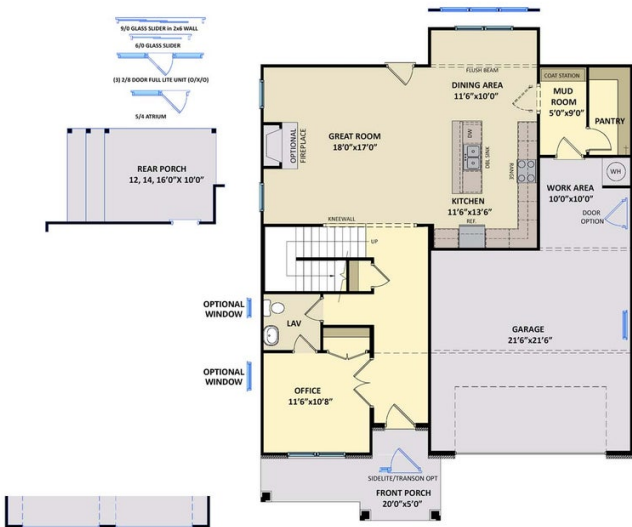 9/0 GLASS SLIDER in 2x6 WALL
6/0 GLASS SLIDER
(3) 2/8 DOOR FULL LITE UNIT (O/X/O)
5/4 ATRIUM
REAR PORCH
12, 14, 16'0"X 10'0"
FLUSH BEAM
DINING AREA
11'6"x10'0"
COAT STATION
MUD
ROOM
5'0"x9'0"
PANTRY
GREAT ROOM
18'0"x17'0"
OPTIONAL
FIREPLACE
DW
DBL SINK
RANGE
KITCHEN
11'6"x13'6"
REF.
WH
WORK AREA
10'0"x10'0"
DOOR
OPTION
KNEEWALL
UP
OPTIONAL
WINDOW
LAV
GARAGE
21'6"x21'6"
OPTIONAL
WINDOW
OFFICE
11'6"x10'8"
SIDELITE/TRANSON OPT
FRONT PORCH
20'0"x5'0"